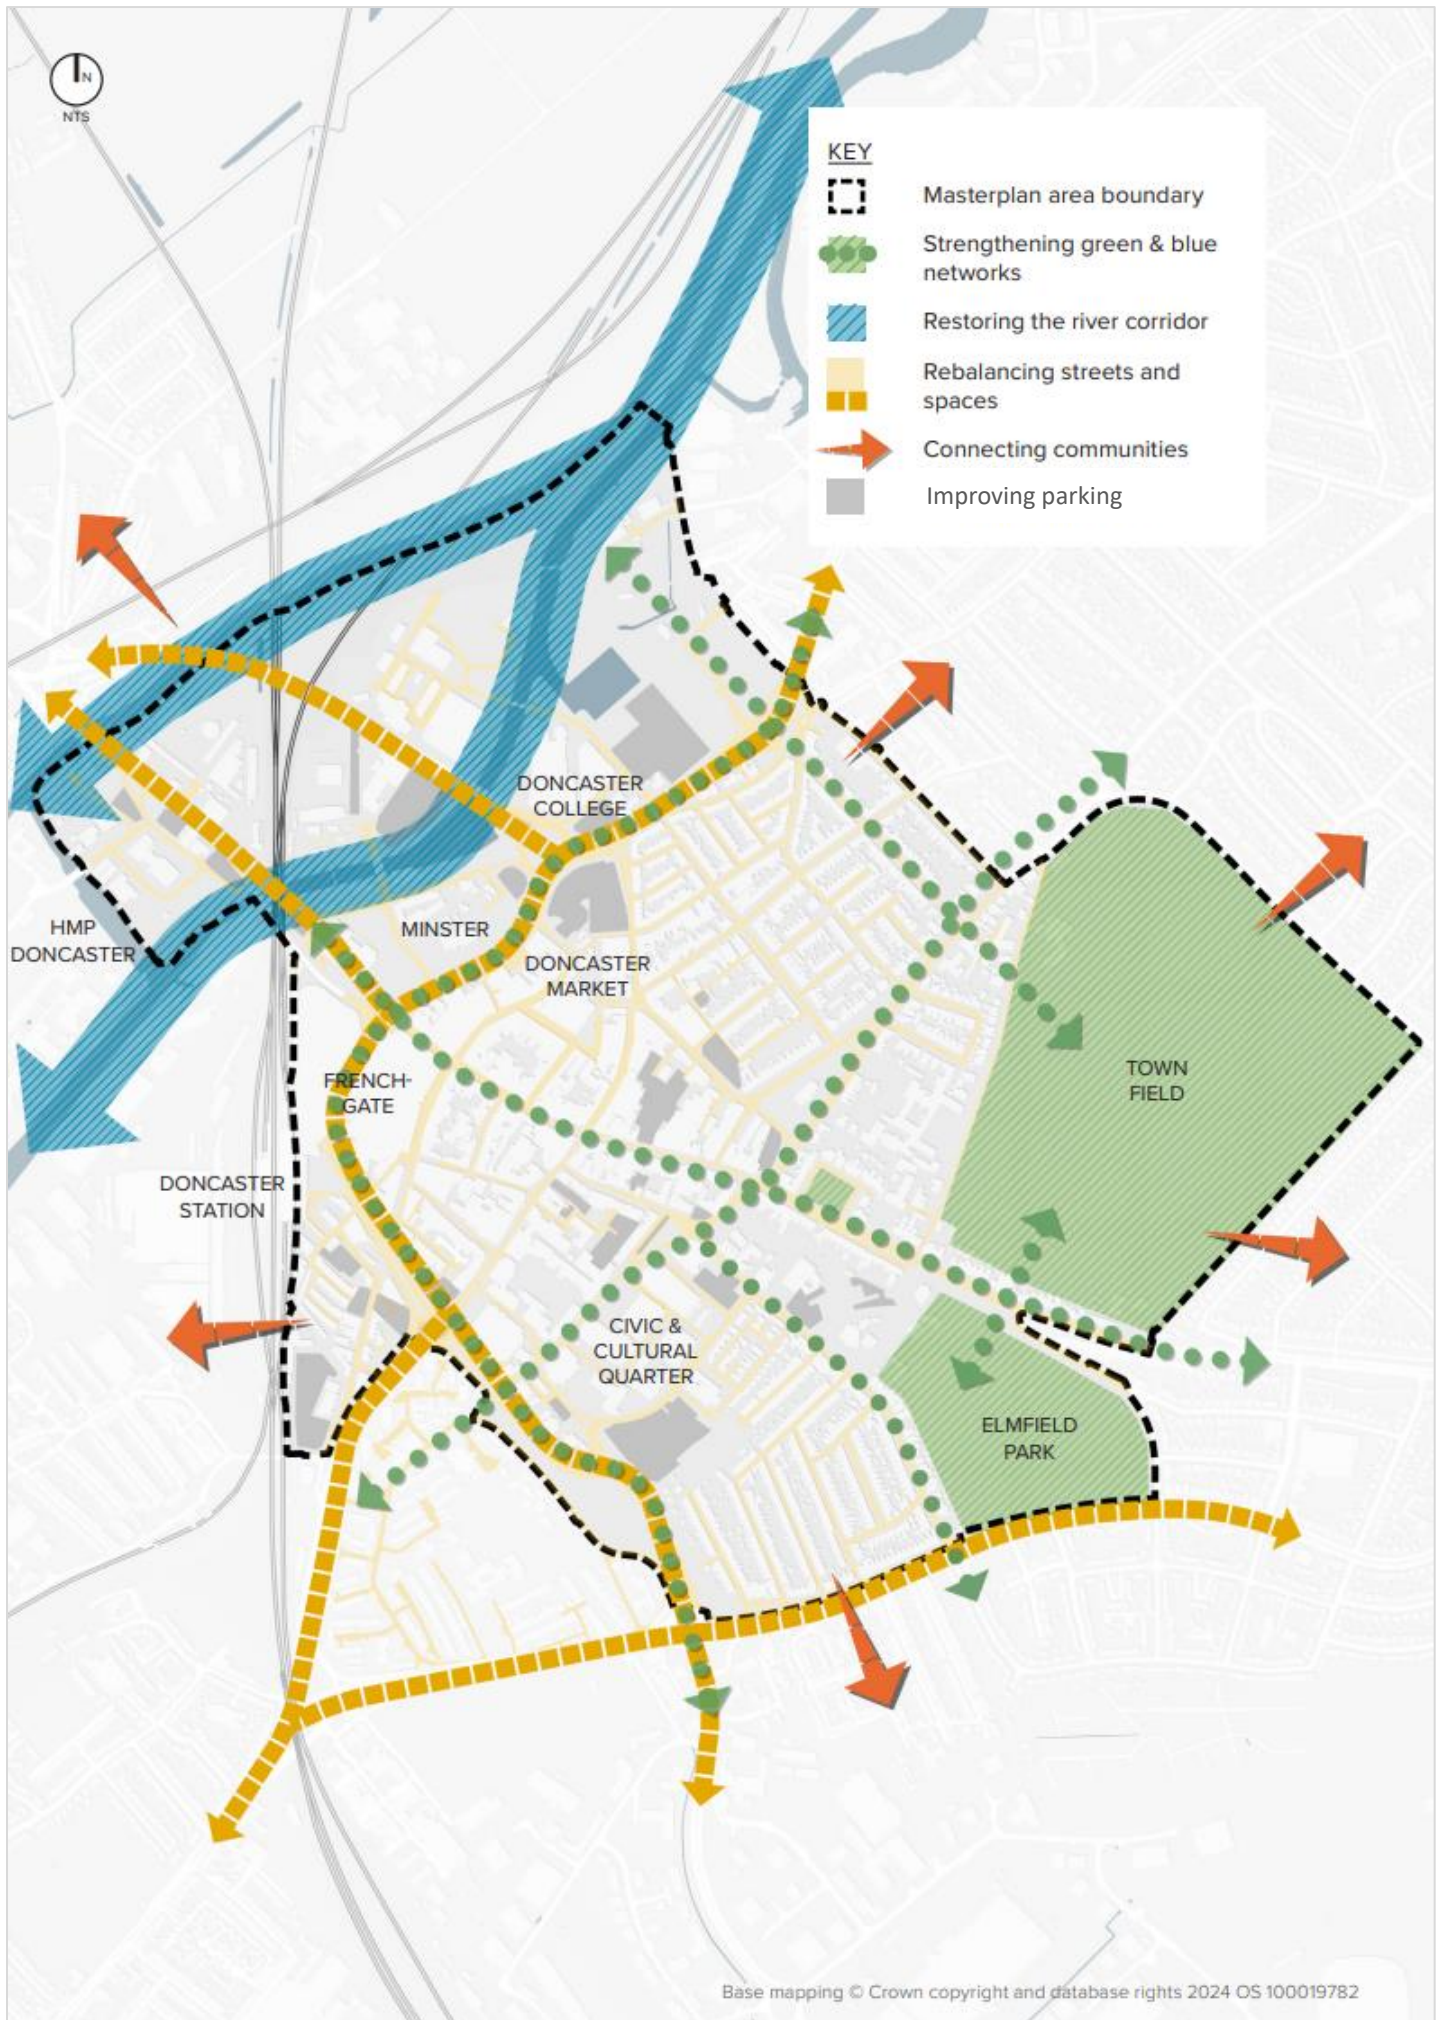 N
NTS
KEY
Masterplan area boundary
Strengthening green & blue
networks
Restoring the river corridor
Rebalancing streets and
spaces
Connecting communities
Improving parking
DONCASTER
COLLEGE
HMP
DONCASTER
MINSTER
DONCASTER
MARKET
FRENCH-
GATE
TOWN
FIELD
DONCASTER
STATION
CIVIC &
CULTURAL
QUARTER
ELMFIELD
PARK
Base mapping © Crown copyright and database rights 2024 OS 100019782